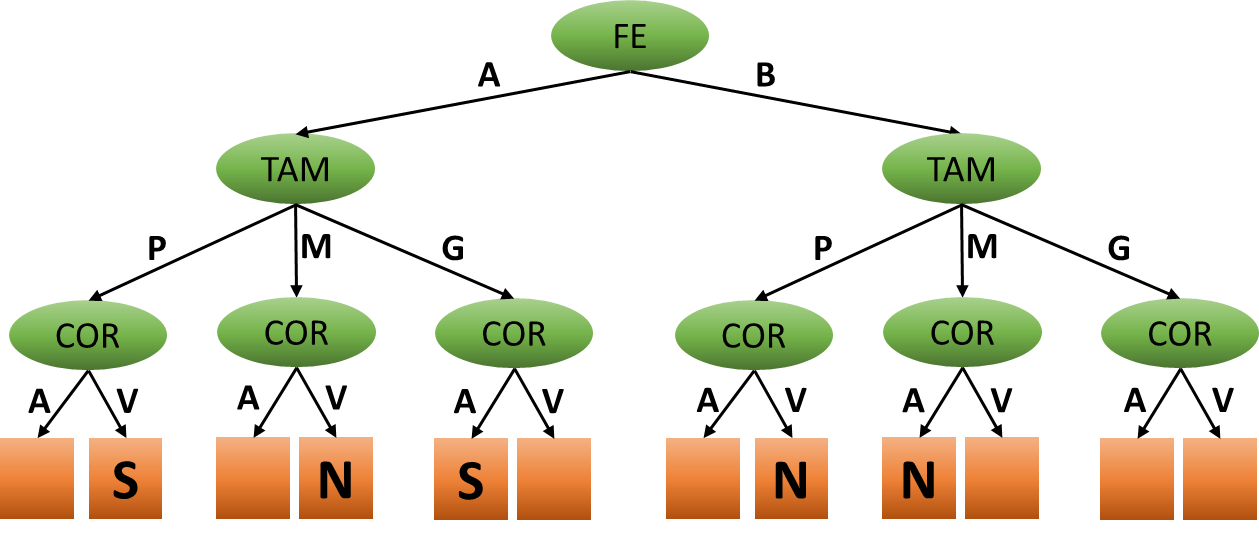 FE
A B
TAM TAM
P M G P M G
COR COR COR COR COR COR
A V A V A V A V A V A V
S N S N N